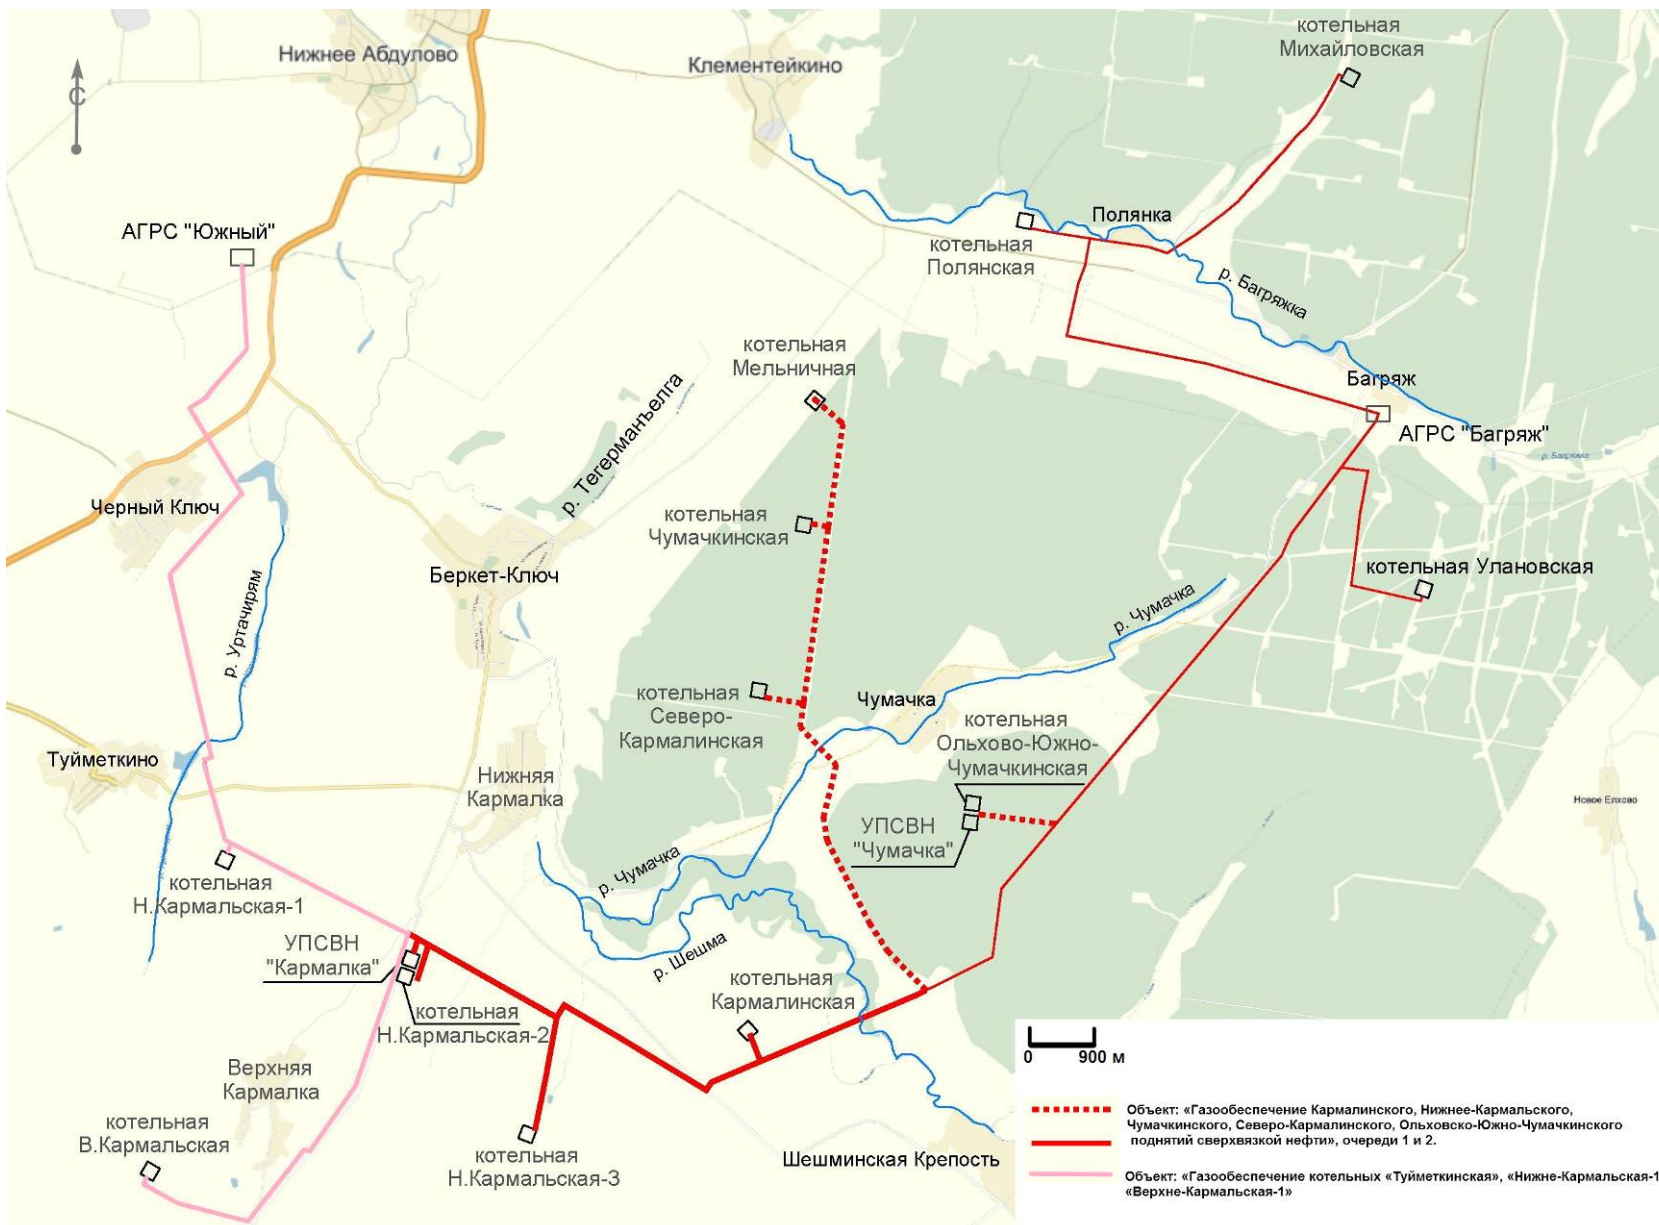 котельная
Михайловская
Нижнее Абдулово
Клементейкино
С
АГРС "Южный"
Полянка
котельная
Полянская
р. Багряжка
котельная
Мельничная
Багряж
АГРС "Багряж"
р. Багряжка
р. Тегерманъелга
Черный Ключ
котельная
Чумачкинская
Беркет-Ключ
котельная Улановская
р. Уртачирям
р. Чумачка
котельная
Северо-
Кармалинская
Чумачка
котельная
Ольхово-Южно-
Чумачкинская
Туйметкино
Нижняя
Кармалка
Новое Елхово
УПСВН
"Чумачка"
р. Чумачка
котельная
Н.Кармальская-1
УПСВН
"Кармалка"
р. Шешма
котельная
Кармалинская
котельная
Н.Кармальская-2
Верхняя
Кармалка
котельная
В.Кармальская
котельная
Н.Кармальская-3
Шешминская Крепость
0 900 м
Объект: «Газообеспечение Кармалинского, Нижнее-Кармальского,
Чумачкинского, Северо-Кармалинского, Ольховско-Южно-Чумачкинского
поднятий сверхвязкой нефти», очереди 1 и 2.
Объект: «Газообеспечение котельных «Туйметкинская», «Нижне-Кармальская-1
«Верхне-Кармальская-1»